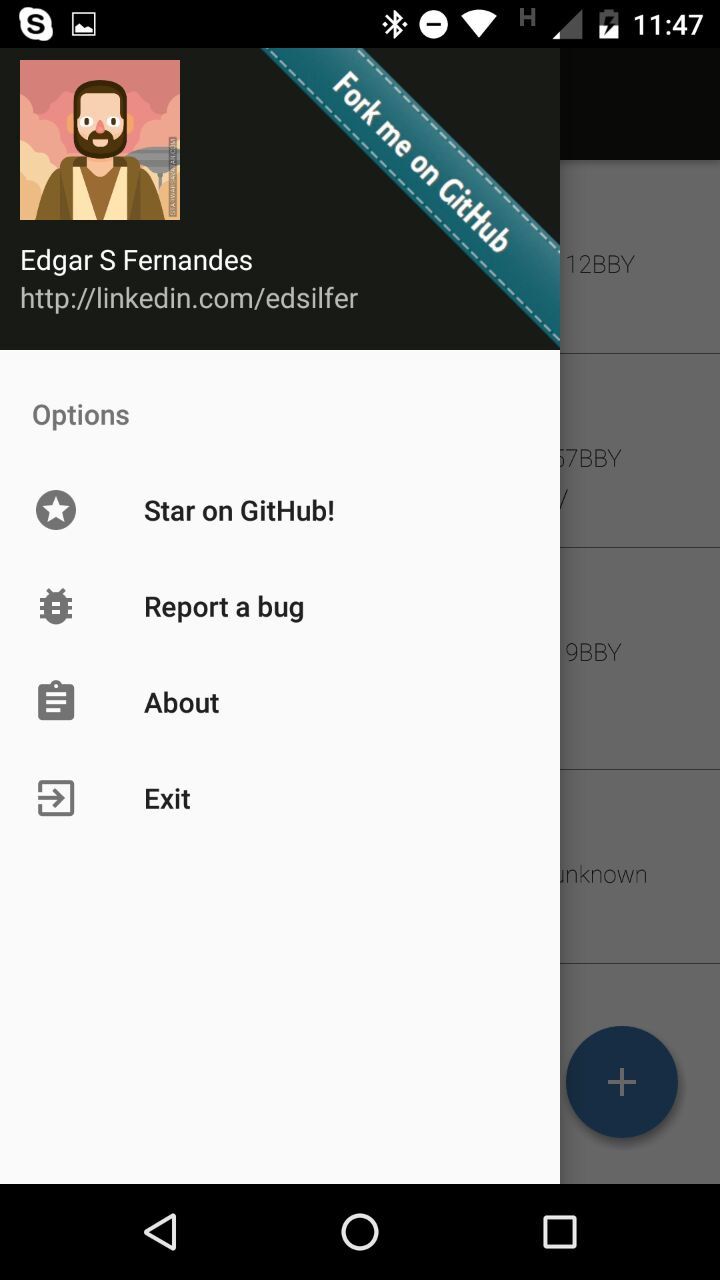 H
11:47
Fork me on GitHub
Edgar S Fernandes
http://linkedin.com/edsilfer
Options
Star on GitHub!
Report a bug
About
Exit
12BBY
57BBY
/
9BBY
unknown